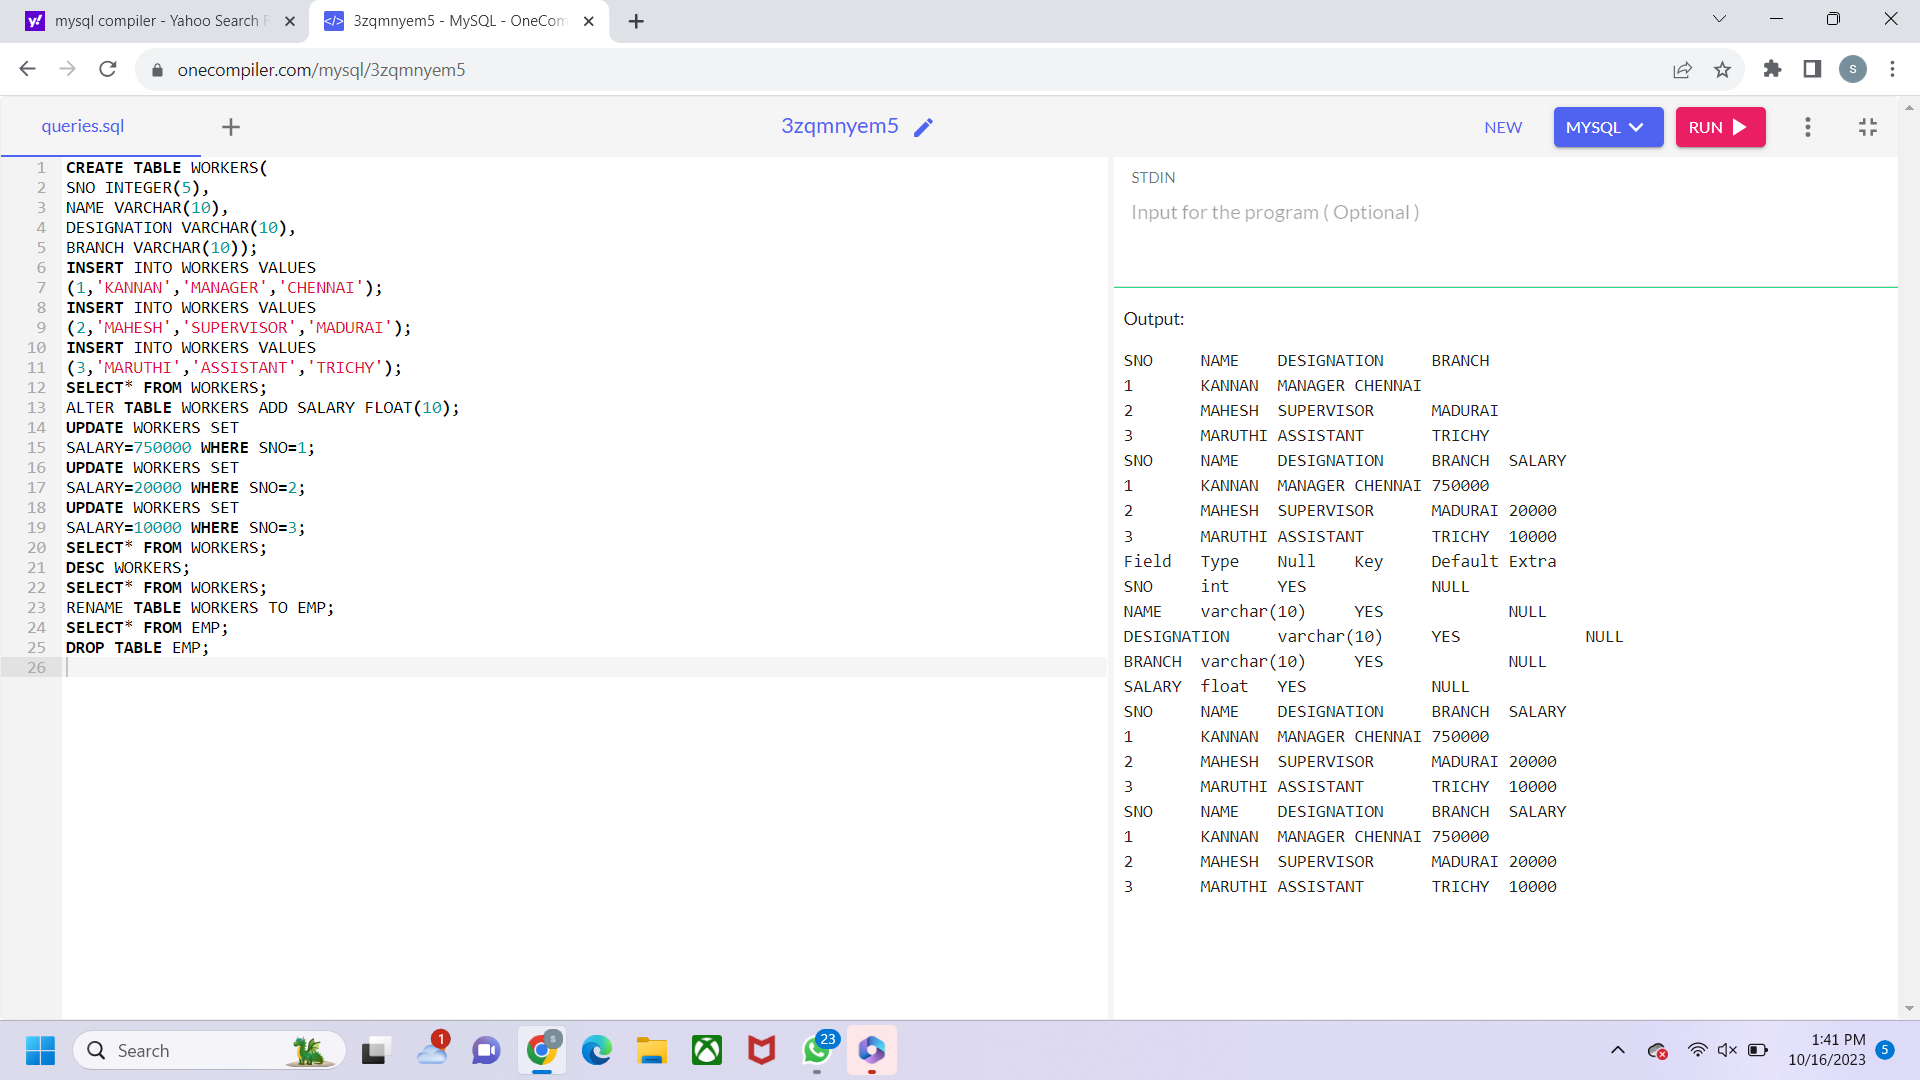 mysql compiler - Yahoo Search R
3zqmnyem5 - MySQL - OneCom
onecompiler.com/mysql/3zqmnyem5
s
queries.sql
3zqmnyem5
NEW
MYSQL
RUN
1 CREATE TABLE WORKERS(
2 SNO INTEGER(5),
3 NAME VARCHAR(10),
4 DESIGNATION VARCHAR(10),
5 BRANCH VARCHAR(10));
6 INSERT INTO WORKERS VALUES
7 (1,'KANNAN','MANAGER','CHENNAI');
8 INSERT INTO WORKERS VALUES
9 (2,'MAHESH','SUPERVISOR','MADURAI');
10 INSERT INTO WORKERS VALUES
11 (3,'MARUTHI','ASSISTANT','TRICHY');
12 SELECT* FROM WORKERS;
13 ALTER TABLE WORKERS ADD SALARY FLOAT(10);
14 UPDATE WORKERS SET
15 SALARY=750000 WHERE SNO=1;
16 UPDATE WORKERS SET
17 SALARY=20000 WHERE SNO=2;
18 UPDATE WORKERS SET
19 SALARY=10000 WHERE SNO=3;
20 SELECT* FROM WORKERS;
21 DESC WORKERS;
22 SELECT* FROM WORKERS;
23 RENAME TABLE WORKERS TO EMP;
24 SELECT* FROM EMP;
25 DROP TABLE EMP;
26
STDIN
Input for the program ( Optional )
Output:
SNO NAME DESIGNATION BRANCH
1 KANNAN MANAGER CHENNAI
2 MAHESH SUPERVISOR MADURAI
3 MARUTHI ASSISTANT TRICHY
SNO NAME DESIGNATION BRANCH SALARY
1 KANNAN MANAGER CHENNAI 750000
2 MAHESH SUPERVISOR MADURAI 20000
3 MARUTHI ASSISTANT TRICHY 10000
Field Type Null Key Default Extra
SNO int YES NULL
NAME varchar(10) YES NULL
DESIGNATION varchar(10) YES NULL
BRANCH varchar(10) YES NULL
SALARY float YES NULL
SNO NAME DESIGNATION BRANCH SALARY
1 KANNAN MANAGER CHENNAI 750000
2 MAHESH SUPERVISOR MADURAI 20000
3 MARUTHI ASSISTANT TRICHY 10000
SNO NAME DESIGNATION BRANCH SALARY
1 KANNAN MANAGER CHENNAI 750000
2 MAHESH SUPERVISOR MADURAI 20000
3 MARUTHI ASSISTANT TRICHY 10000
Search
1
s
23
1:41 PM
10/16/2023
5